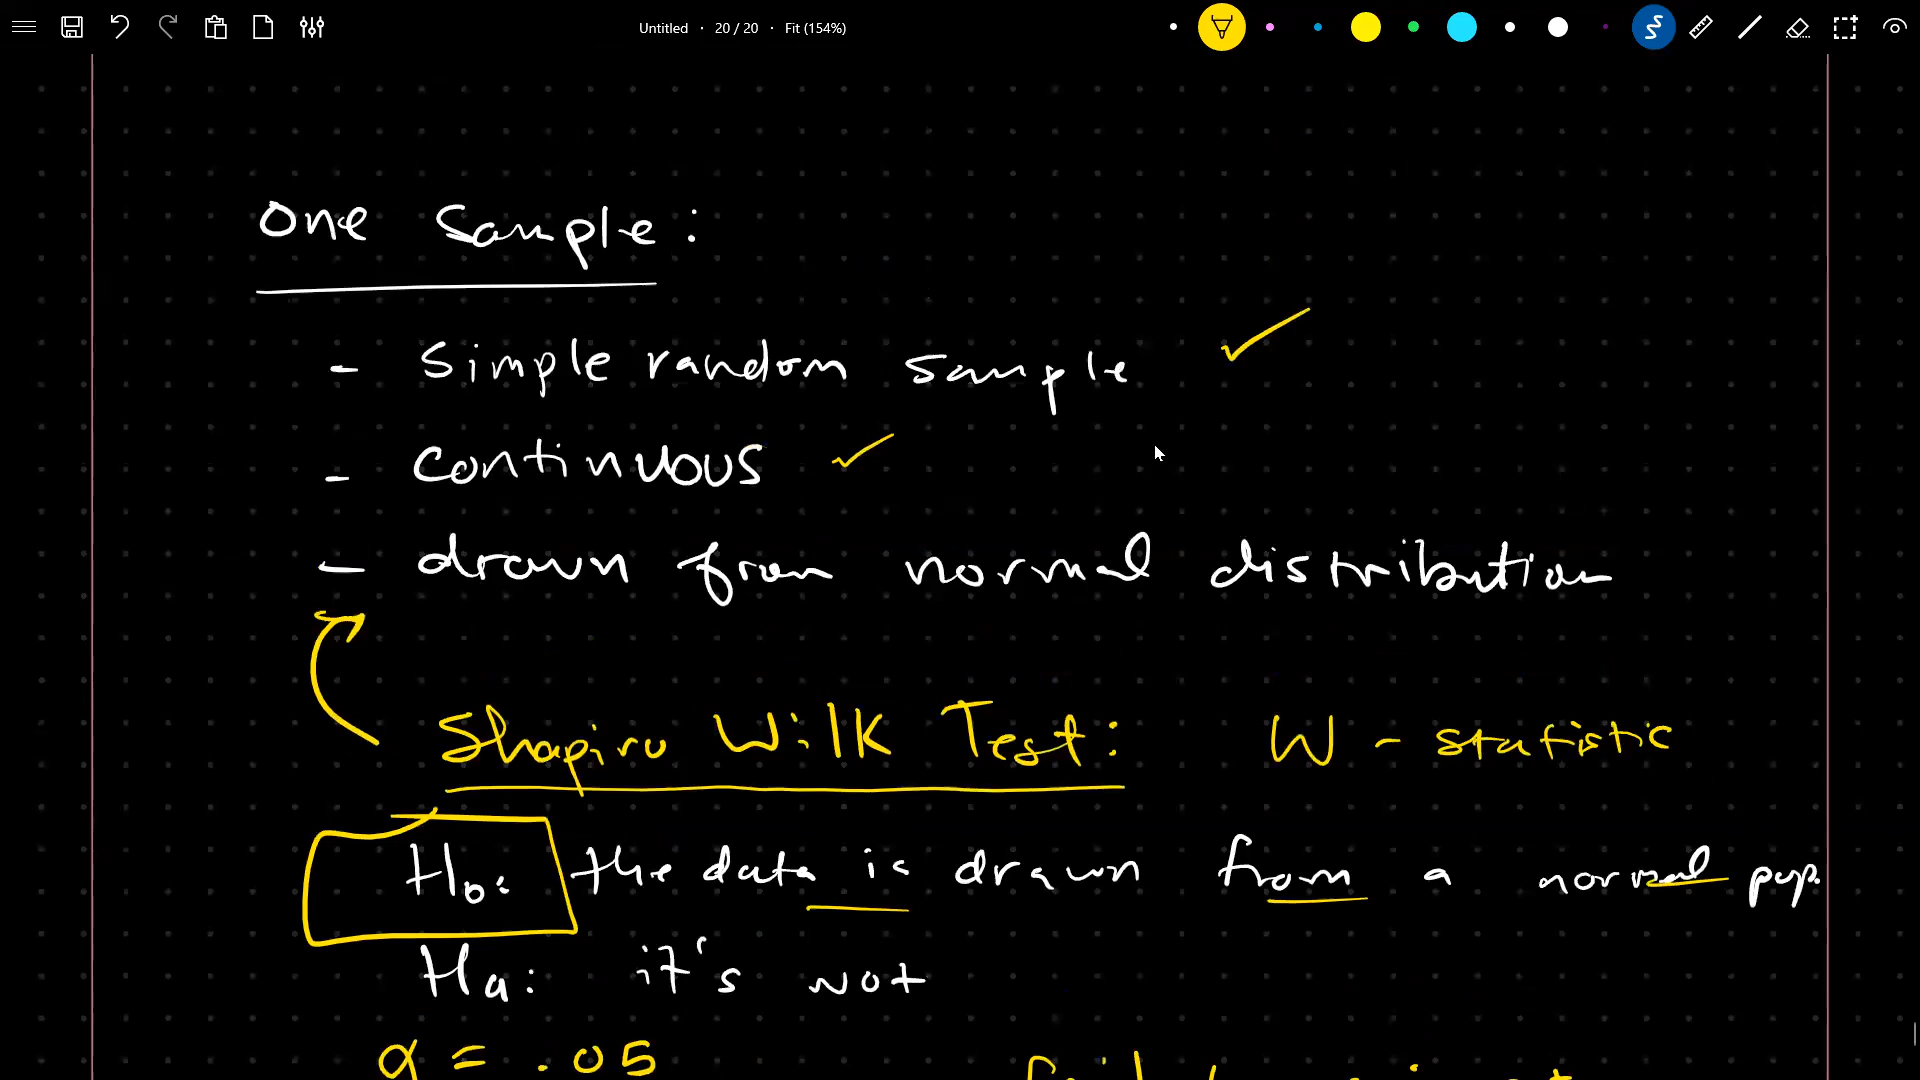 Untitled · 20 / 20 · Fit (154%)
One Sample:
- Simple random sample ✓
- continuous ✓
- drawn from normal distribution
Shapiro Wilk Test: W - statistic
H₀: the data is drawn from a normal pop.
Ha: it's not
α = .05